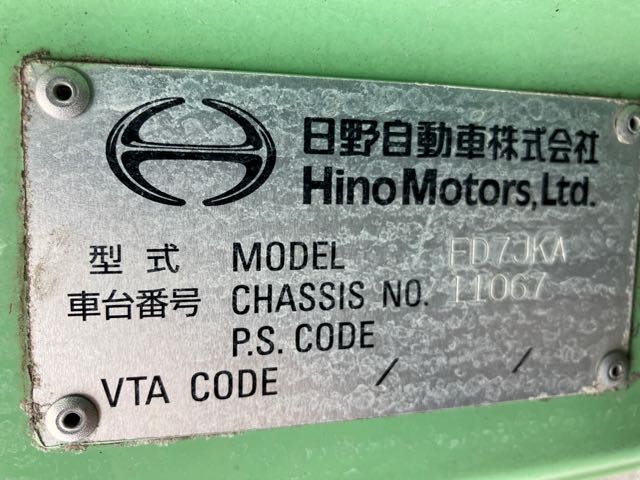 日野自動車株式会社
Hino Motors, Ltd.
型式 MODEL FD7JKA
車台番号 CHASSIS NO. 11067
P.S. CODE
VTA CODE / /